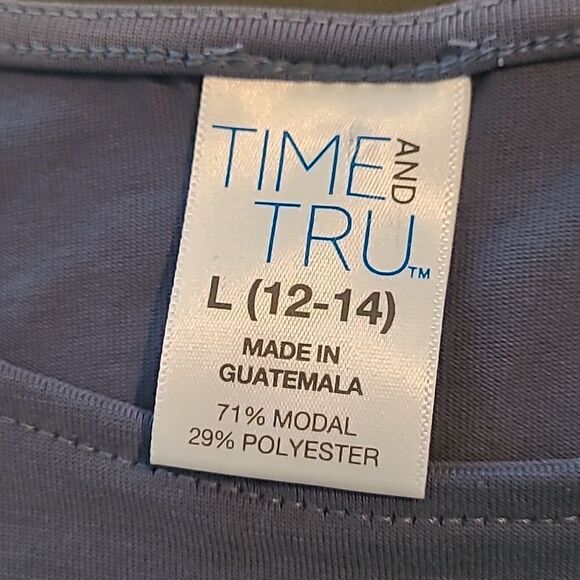 TIME AND
TRU™
L (12-14)
MADE IN
GUATEMALA
71% MODAL
29% POLYESTER